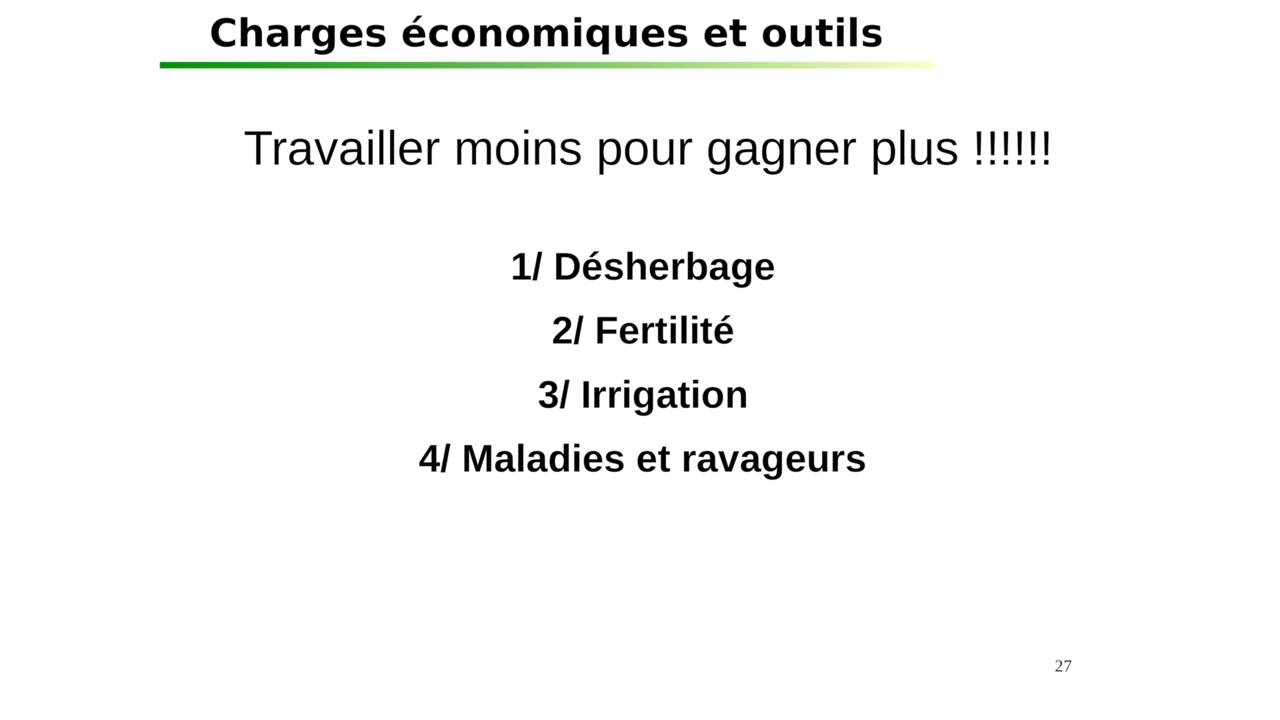 Charges économiques et outils
Travailler moins pour gagner plus !!!!!!
1/ Désherbage
2/ Fertilité
3/ Irrigation
4/ Maladies et ravageurs
27